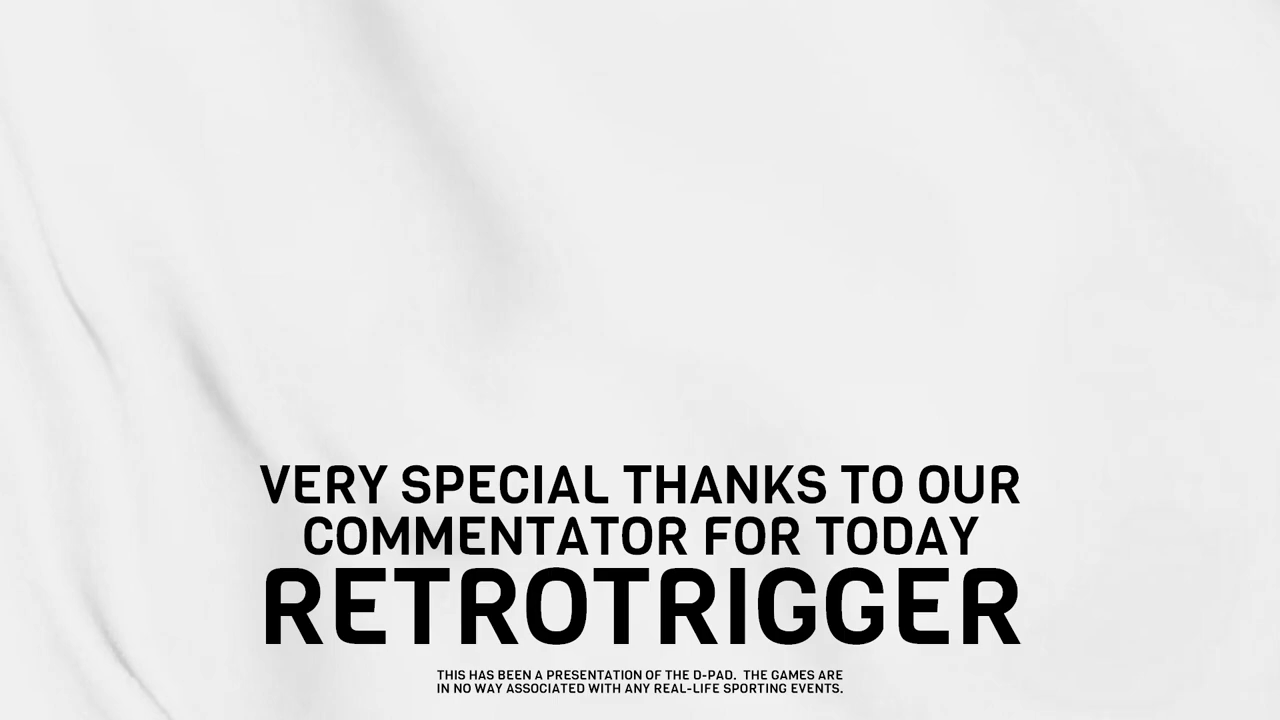 VERY SPECIAL THANKS TO OUR
COMMENTATOR FOR TODAY
RETROTRIGGER
THIS HAS BEEN A PRESENTATION OF THE D-PAD. THE GAMES ARE
IN NO WAY ASSOCIATED WITH ANY REAL-LIFE SPORTING EVENTS.